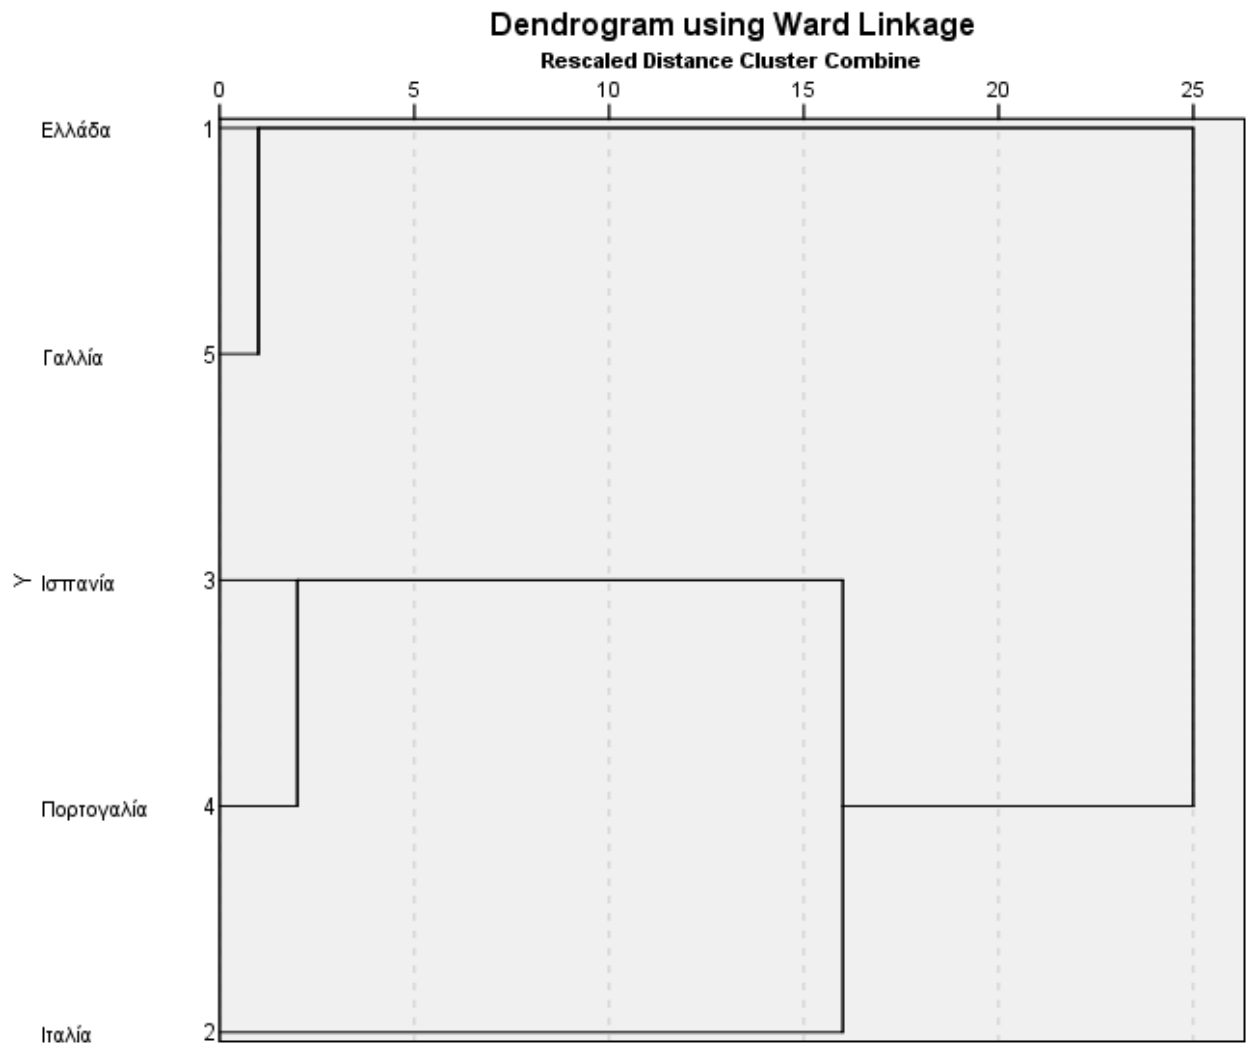 Dendrogram using Ward Linkage
Rescaled Distance Cluster Combine
0 5 10 15 20 25
Ελλάδα 1
Γαλλία 5
Y Ισπανία 3
Πορτογαλία 4
Ιταλία 2